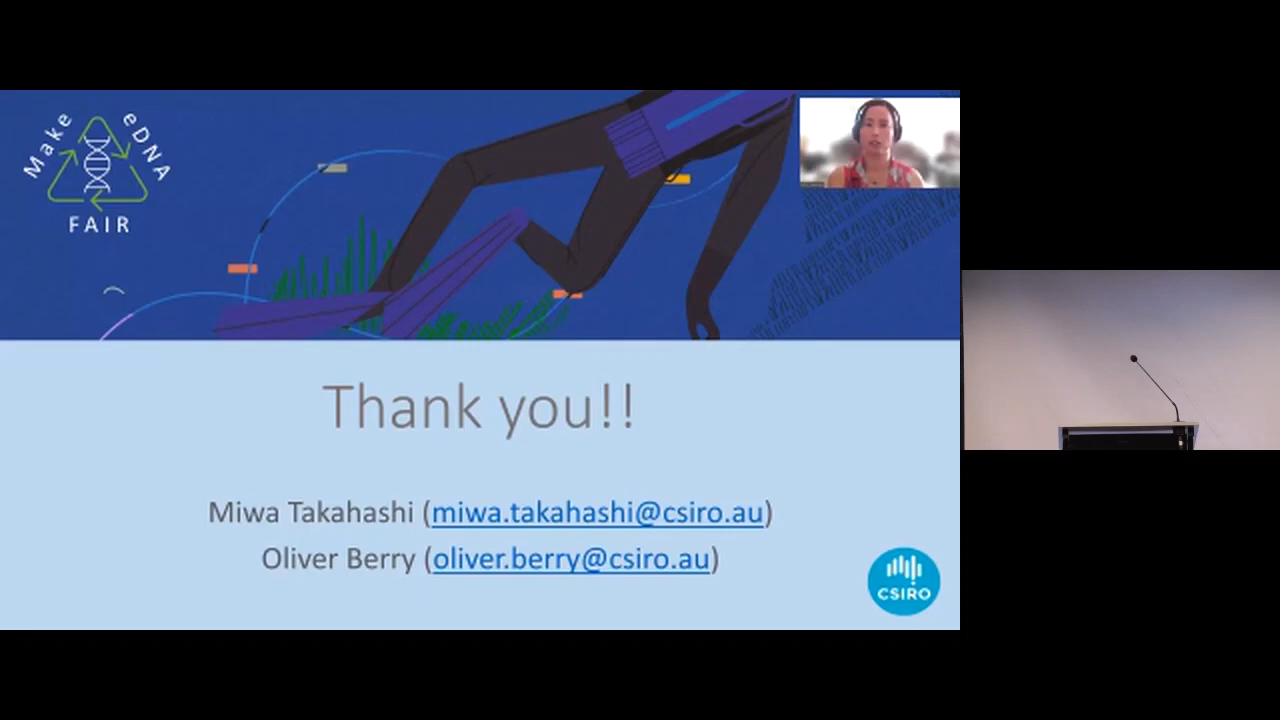 Make eDNA
FAIR
Thank you!!
Miwa Takahashi (miwa.takahashi@csiro.au)
Oliver Berry (oliver.berry@csiro.au)
CSIRO